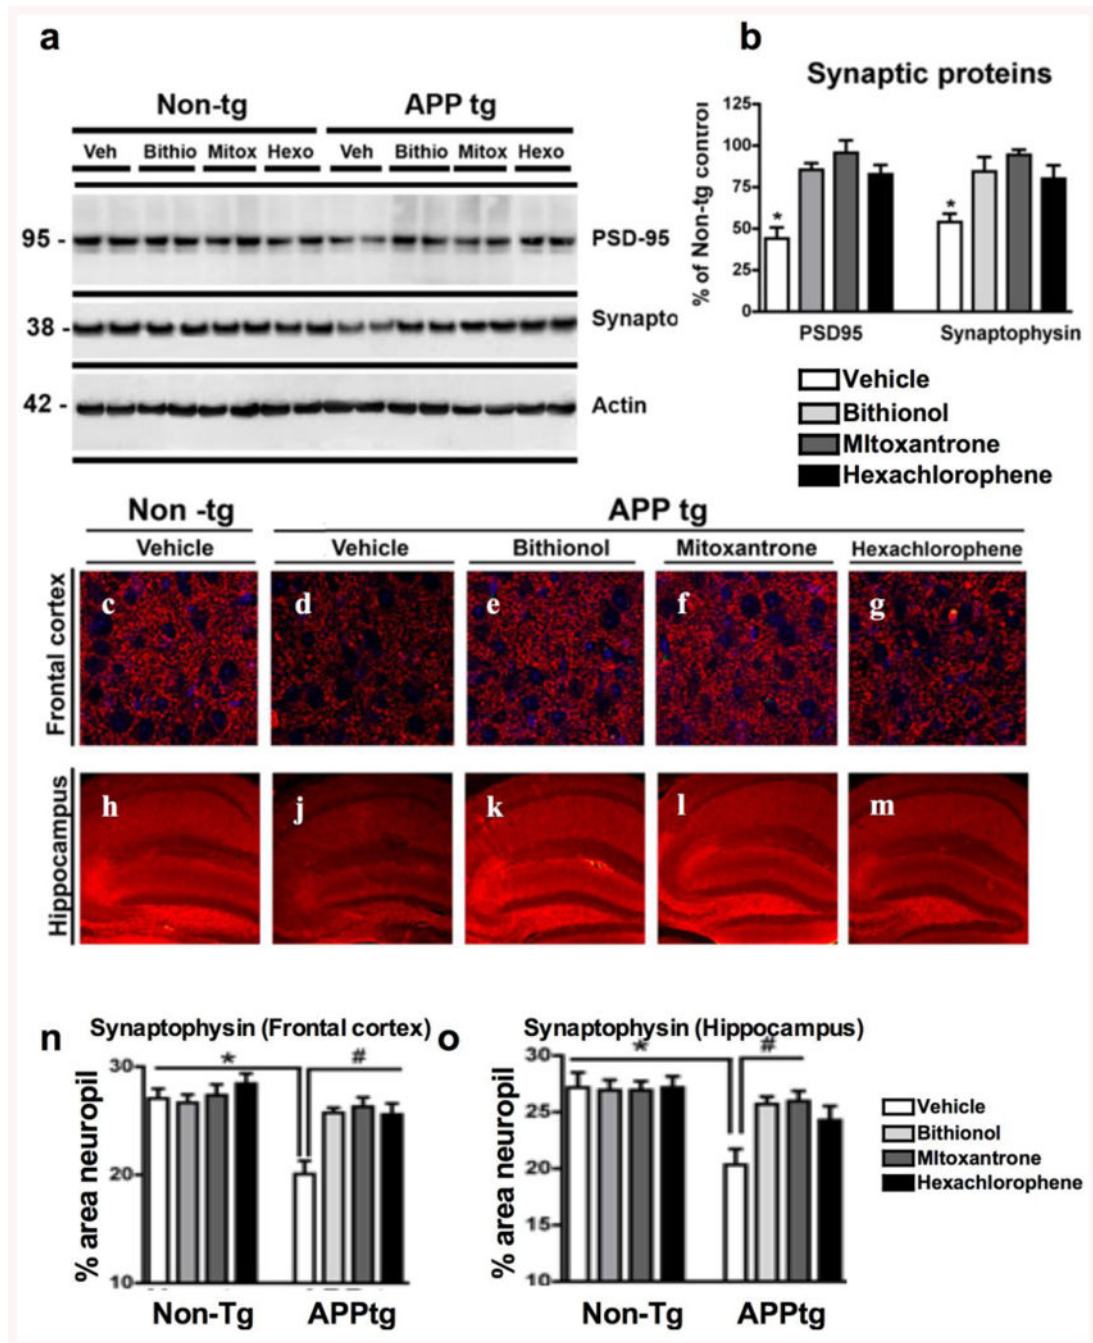 a
Non-tg APP tg
Veh Bithio Mitox Hexo Veh Bithio Mitox Hexo
95 - PSD-95
38 - Synapto
42 - Actin
b
Synaptic proteins
% of Non-tg control
125
100
75
50
25
0
* *
PSD95 Synaptophysin
Vehicle
Bithionol
MItoxantrone
Hexachlorophene
Non -tg APP tg
Vehicle Vehicle Bithionol Mitoxantrone Hexachlorophene
Frontal cortex
c d e f g
Hippocampus
h j k l m
n
Synaptophysin (Frontal cortex)
% area neuropil
30
20
10
* #
Non-Tg APPtg
o
Synaptophysin (Hippocampus)
% area neuropil
30
25
20
15
10
* #
Non-Tg APPtg
Vehicle
Bithionol
MItoxantrone
Hexachlorophene